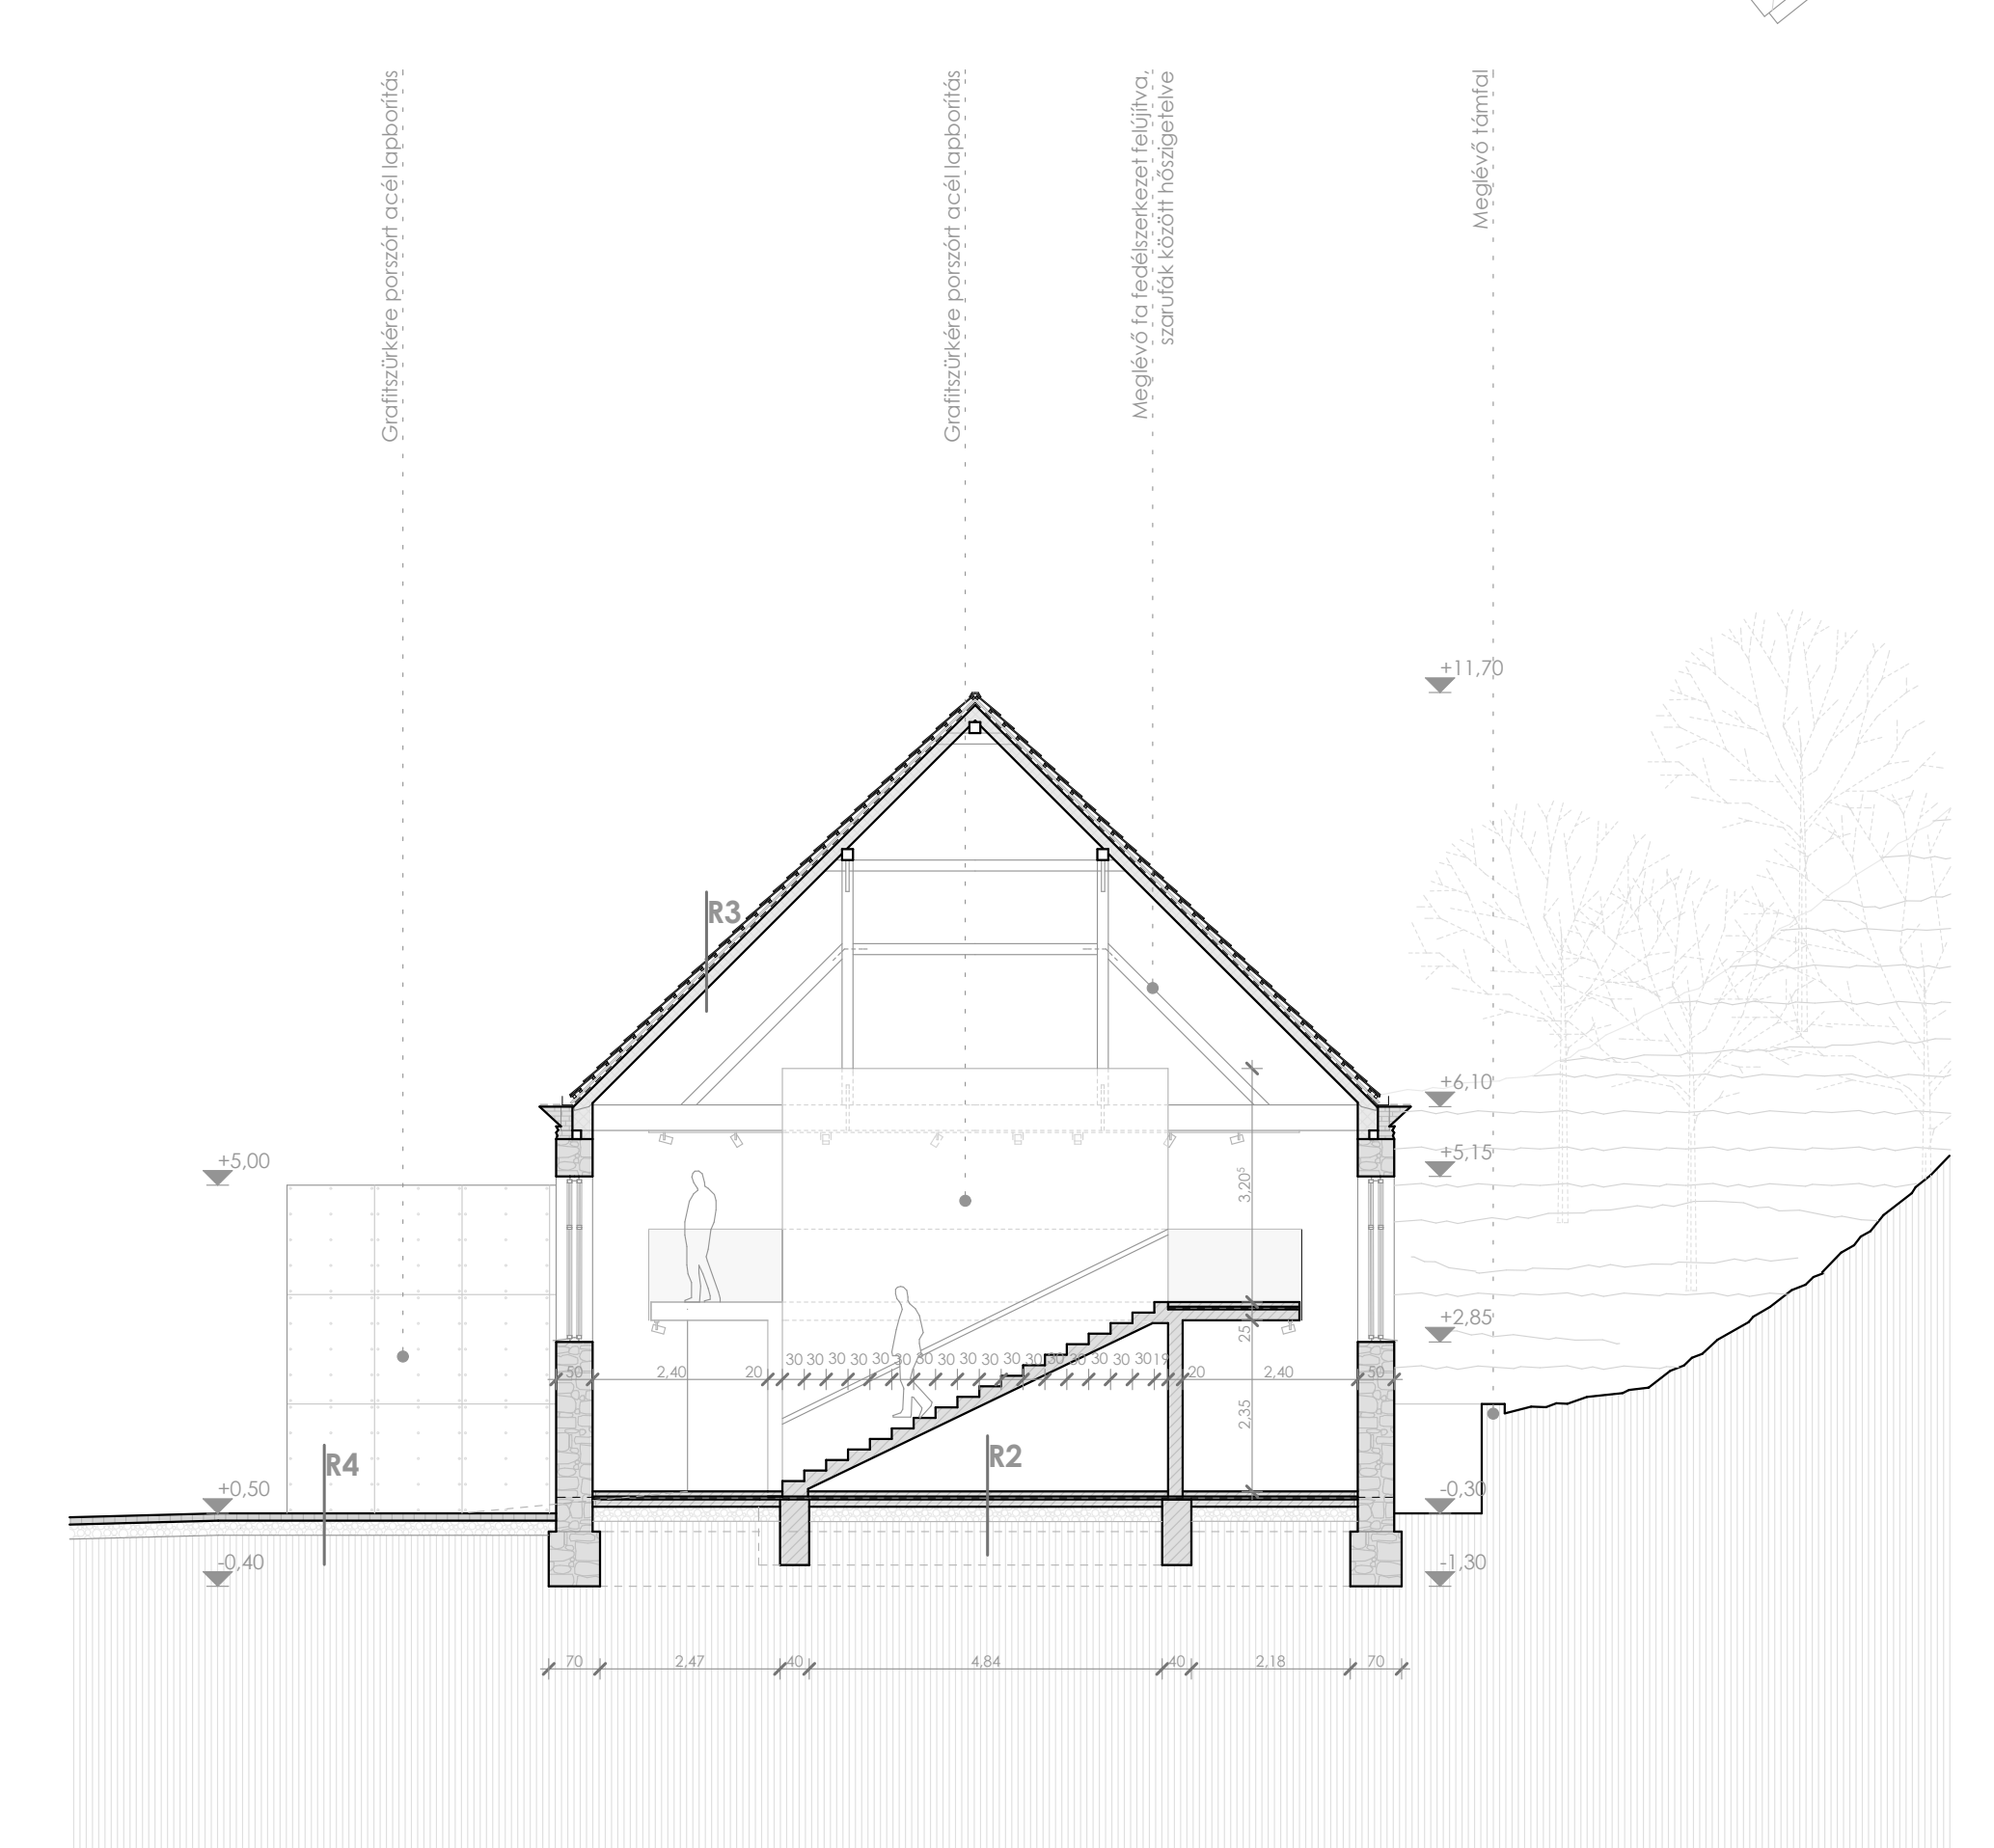 Grafitszürkére porszórt acél lapborítás
Grafitszürkére porszórt acél lapborítás
Meglévő fa fedélszerkezet felújítva,
szarufák között hőszigetelve
Meglévő támfal
+11,70
R3
+6,10
+5,15
+5,00
3,20⁵
+2,85
25
50
2,40
20
30 30 30 30 30 30 30 30 30 30 30 30 30 30 30 30 30 19
20
2,40
50
2,35
R4
R2
+0,50
-0,30
-0,40
-1,30
70
2,47
40
4,84
40
2,18
70